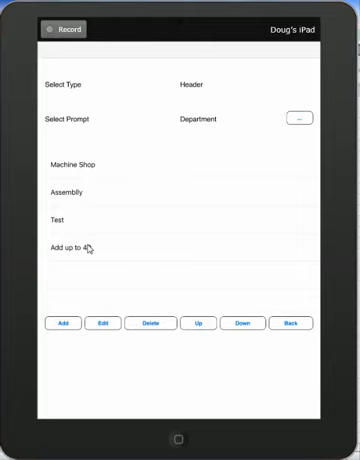 Record
Doug's iPad
Select Type
Header
Select Prompt
Department
...
Machine Shop
Assemblly
Test
Add up to 4
Add
Edit
Delete
Up
Down
Back